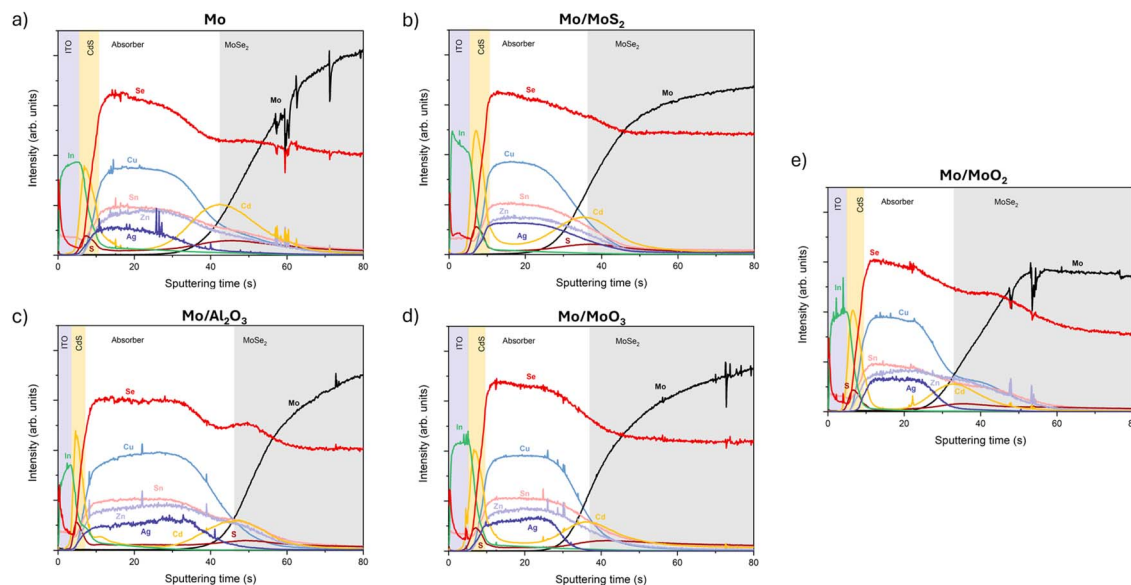 a)
Mo
ITO
CdS
Absorber
MoSe₂
Se
Mo
In
Cu
Sn
Zn
Cd
Ag
S
Intensity (arb. units)
0 20 40 60 80
Sputtering time (s)
b)
Mo/MoS₂
ITO
CdS
Absorber
MoSe₂
Se
Mo
In
Cu
Sn
Zn
Cd
Ag
S
Intensity (arb. units)
0 20 40 60 80
Sputtering time (s)
c)
Mo/Al₂O₃
ITO
CdS
Absorber
MoSe₂
Se
Mo
In
Cu
Sn
Zn
Ag
Cd
S
Intensity (arb. units)
0 20 40 60 80
Sputtering time (s)
d)
Mo/MoO₃
ITO
CdS
Absorber
MoSe₂
Se
Mo
In
Cu
Sn
Zn
Ag
Cd
S
S
Intensity (arb. units)
0 20 40 60 80
Sputtering time (s)
e)
Mo/MoO₂
ITO
CdS
Absorber
MoSe₂
Se
Mo
In
Cu
Sn
S
Zn
Ag
Cd
Intensity (arb. units)
0 20 40 60 80
Sputtering time (s)